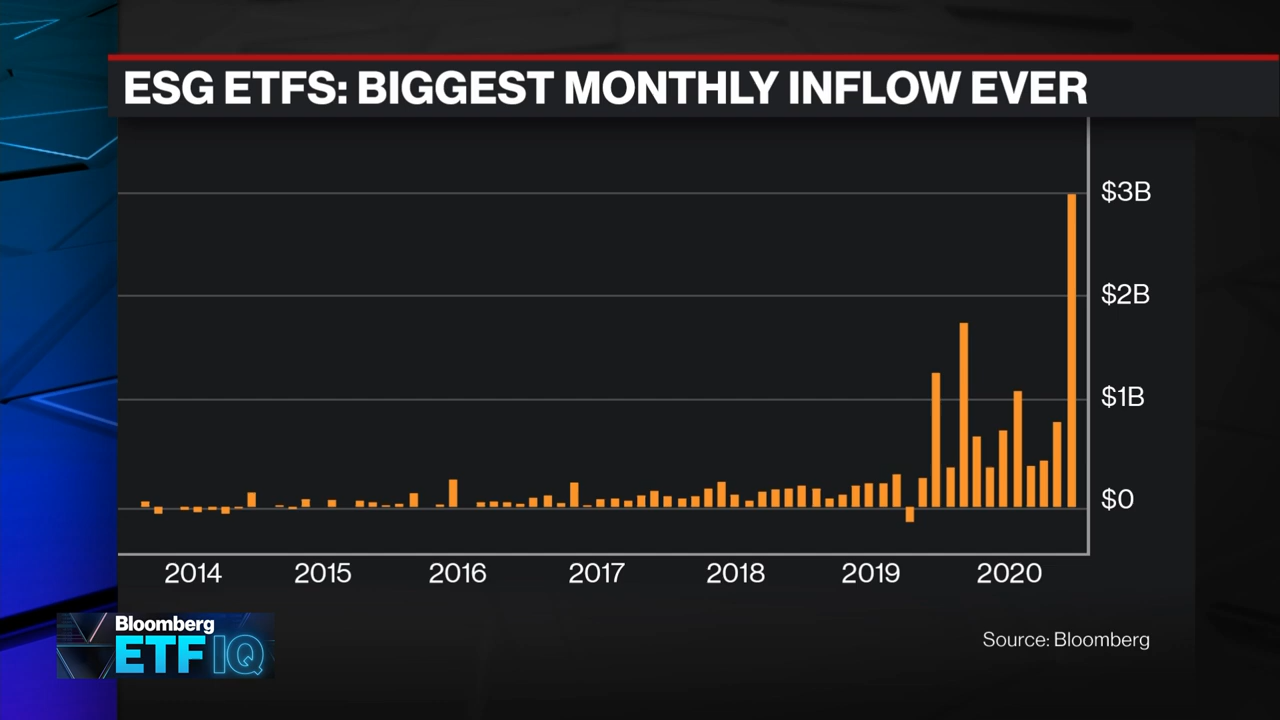 ESG ETFS: BIGGEST MONTHLY INFLOW EVER
$3B
$2B
$1B
$0
2014 2015 2016 2017 2018 2019 2020
Bloomberg
ETF IQ
Source: Bloomberg